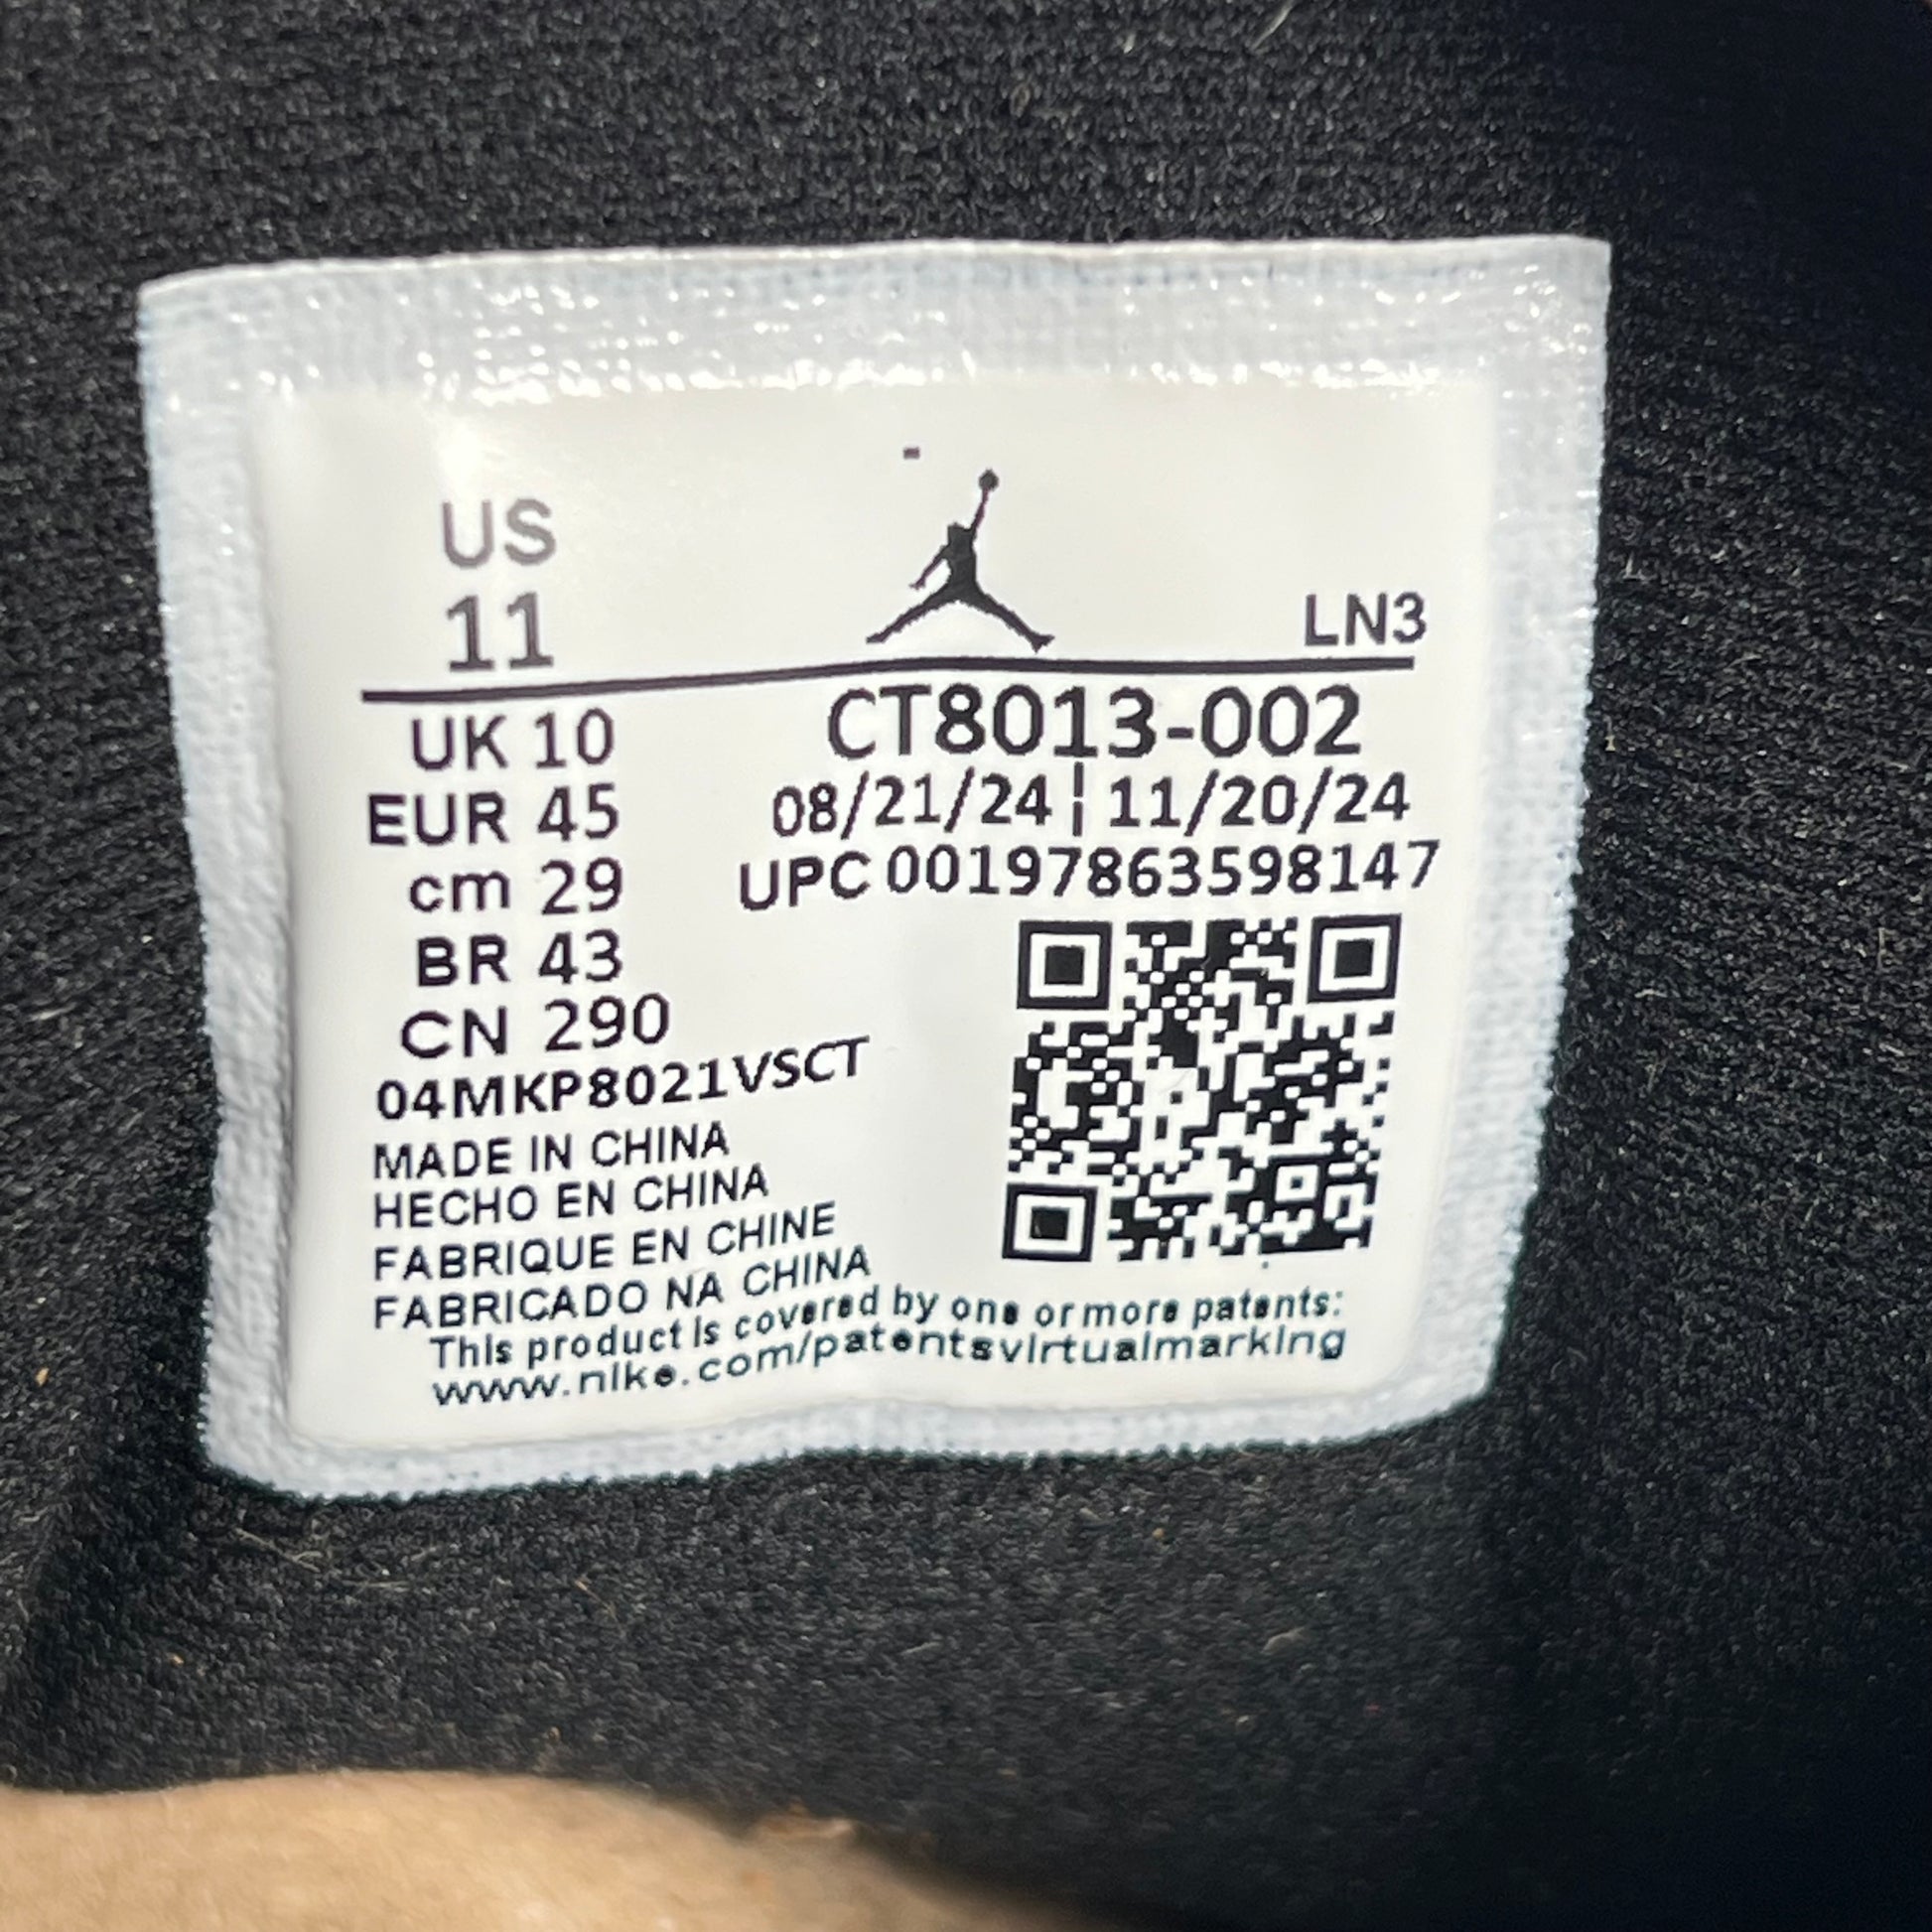 US
11
LN3
UK 10
EUR 45
cm 29
BR 43
CN 290
CT8013-002
08/21/24 ¦ 11/20/24
UPC 00197863598147
04MKP8021VSCT
MADE IN CHINA
HECHO EN CHINA
FABRIQUE EN CHINE
FABRICADO NA CHINA
This product is covered by one or more patents:
www.nike.com/patentsvirtualmarking